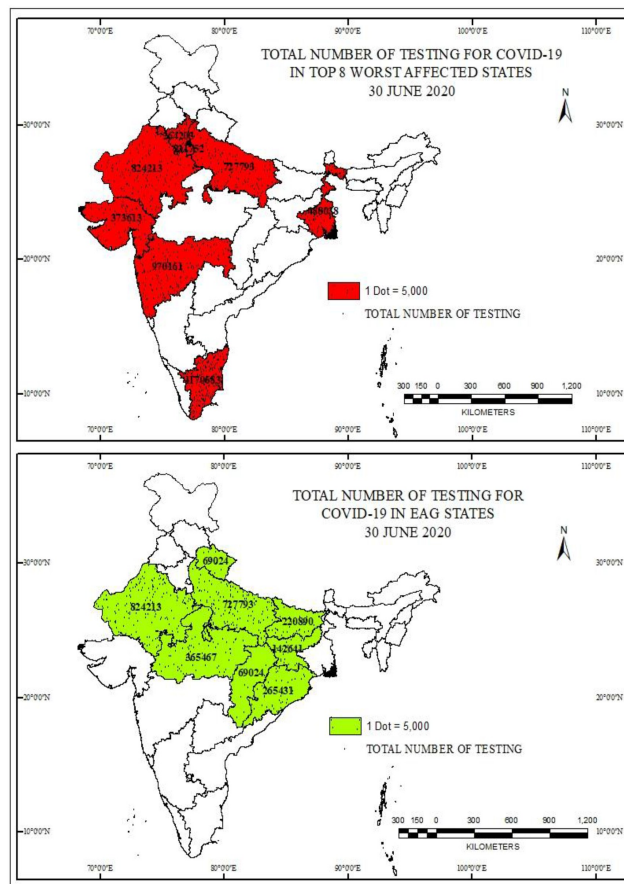 70°0'0"E 80°0'0"E 90°0'0"E 100°0'0"E 110°0'0"E
TOTAL NUMBER OF TESTING FOR COVID-19
IN TOP 8 WORST AFFECTED STATES
30 JUNE 2020
N
30°0'0"N 30°0'0"N
824213
727793
373613
970161
20°0'0"N 20°0'0"N
1 Dot = 5,000
TOTAL NUMBER OF TESTING
10°0'0"N 10°0'0"N
300 150 0 300 600 900 1,200
KILOMETERS
70°0'0"E 80°0'0"E 90°0'0"E 100°0'0"E 110°0'0"E
70°0'0"E 80°0'0"E 90°0'0"E 100°0'0"E 110°0'0"E
TOTAL NUMBER OF TESTING FOR
COVID-19 IN EAG STATES
30 JUNE 2020
N
30°0'0"N 69024 30°0'0"N
824213 727793
220890
142641
365467
69024
265431
20°0'0"N 20°0'0"N
1 Dot = 5,000
TOTAL NUMBER OF TESTING
10°0'0"N 10°0'0"N
300 150 0 300 600 900 1,200
KILOMETERS
70°0'0"E 80°0'0"E 90°0'0"E 100°0'0"E 110°0'0"E